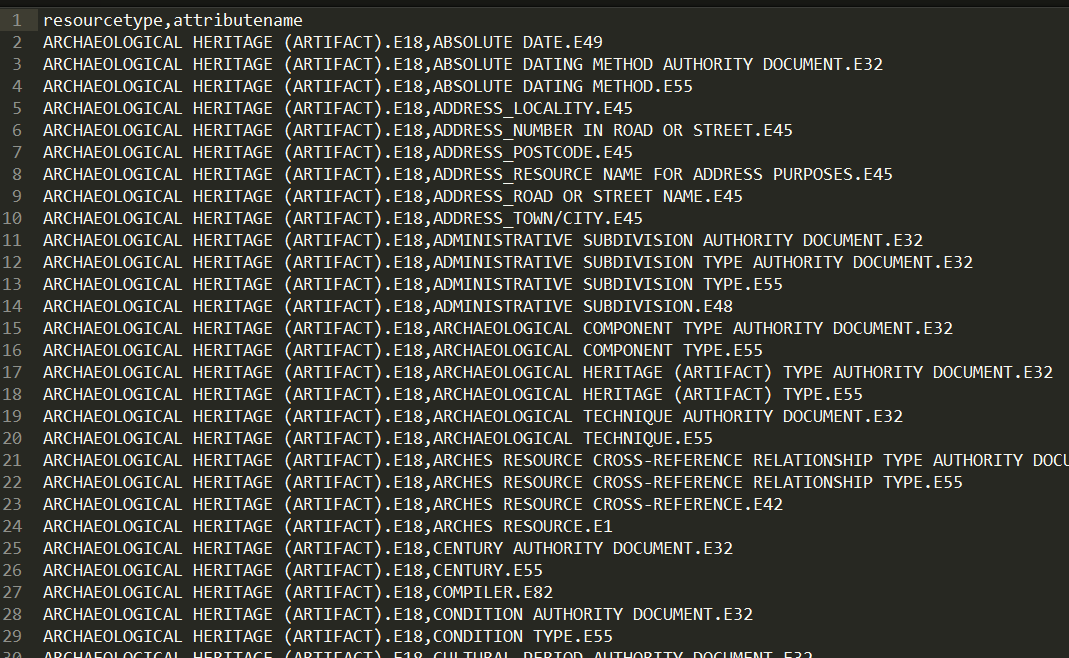 1 resourcetype,attributename
2 ARCHAEOLOGICAL HERITAGE (ARTIFACT).E18,ABSOLUTE DATE.E49
3 ARCHAEOLOGICAL HERITAGE (ARTIFACT).E18,ABSOLUTE DATING METHOD AUTHORITY DOCUMENT.E32
4 ARCHAEOLOGICAL HERITAGE (ARTIFACT).E18,ABSOLUTE DATING METHOD.E55
5 ARCHAEOLOGICAL HERITAGE (ARTIFACT).E18,ADDRESS_LOCALITY.E45
6 ARCHAEOLOGICAL HERITAGE (ARTIFACT).E18,ADDRESS_NUMBER IN ROAD OR STREET.E45
7 ARCHAEOLOGICAL HERITAGE (ARTIFACT).E18,ADDRESS_POSTCODE.E45
8 ARCHAEOLOGICAL HERITAGE (ARTIFACT).E18,ADDRESS_RESOURCE NAME FOR ADDRESS PURPOSES.E45
9 ARCHAEOLOGICAL HERITAGE (ARTIFACT).E18,ADDRESS_ROAD OR STREET NAME.E45
10 ARCHAEOLOGICAL HERITAGE (ARTIFACT).E18,ADDRESS_TOWN/CITY.E45
11 ARCHAEOLOGICAL HERITAGE (ARTIFACT).E18,ADMINISTRATIVE SUBDIVISION AUTHORITY DOCUMENT.E32
12 ARCHAEOLOGICAL HERITAGE (ARTIFACT).E18,ADMINISTRATIVE SUBDIVISION TYPE AUTHORITY DOCUMENT.E32
13 ARCHAEOLOGICAL HERITAGE (ARTIFACT).E18,ADMINISTRATIVE SUBDIVISION TYPE.E55
14 ARCHAEOLOGICAL HERITAGE (ARTIFACT).E18,ADMINISTRATIVE SUBDIVISION.E48
15 ARCHAEOLOGICAL HERITAGE (ARTIFACT).E18,ARCHAEOLOGICAL COMPONENT TYPE AUTHORITY DOCUMENT.E32
16 ARCHAEOLOGICAL HERITAGE (ARTIFACT).E18,ARCHAEOLOGICAL COMPONENT TYPE.E55
17 ARCHAEOLOGICAL HERITAGE (ARTIFACT).E18,ARCHAEOLOGICAL HERITAGE (ARTIFACT) TYPE AUTHORITY DOCUMENT.E32
18 ARCHAEOLOGICAL HERITAGE (ARTIFACT).E18,ARCHAEOLOGICAL HERITAGE (ARTIFACT) TYPE.E55
19 ARCHAEOLOGICAL HERITAGE (ARTIFACT).E18,ARCHAEOLOGICAL TECHNIQUE AUTHORITY DOCUMENT.E32
20 ARCHAEOLOGICAL HERITAGE (ARTIFACT).E18,ARCHAEOLOGICAL TECHNIQUE.E55
21 ARCHAEOLOGICAL HERITAGE (ARTIFACT).E18,ARCHES RESOURCE CROSS-REFERENCE RELATIONSHIP TYPE AUTHORITY DOCU
22 ARCHAEOLOGICAL HERITAGE (ARTIFACT).E18,ARCHES RESOURCE CROSS-REFERENCE RELATIONSHIP TYPE.E55
23 ARCHAEOLOGICAL HERITAGE (ARTIFACT).E18,ARCHES RESOURCE CROSS-REFERENCE.E42
24 ARCHAEOLOGICAL HERITAGE (ARTIFACT).E18,ARCHES RESOURCE.E1
25 ARCHAEOLOGICAL HERITAGE (ARTIFACT).E18,CENTURY AUTHORITY DOCUMENT.E32
26 ARCHAEOLOGICAL HERITAGE (ARTIFACT).E18,CENTURY.E55
27 ARCHAEOLOGICAL HERITAGE (ARTIFACT).E18,COMPILER.E82
28 ARCHAEOLOGICAL HERITAGE (ARTIFACT).E18,CONDITION AUTHORITY DOCUMENT.E32
29 ARCHAEOLOGICAL HERITAGE (ARTIFACT).E18,CONDITION TYPE.E55
30 ARCHAEOLOGICAL HERITAGE (ARTIFACT).E18,CULTURAL PERIOD AUTHORITY DOCUMENT.E32